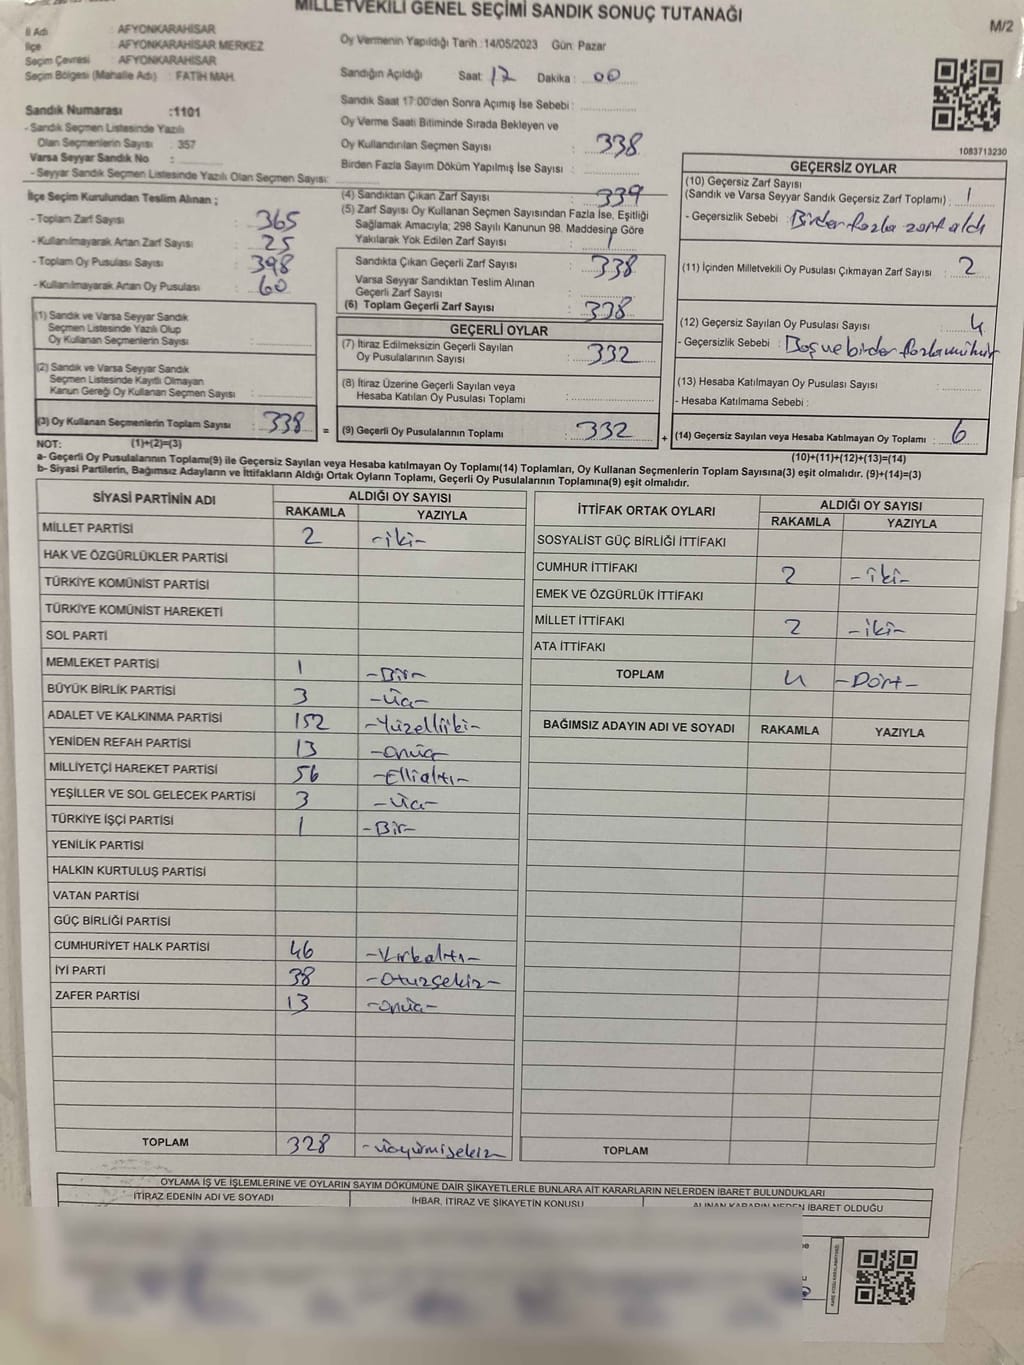 MİLLETVEKİLİ GENEL SEÇİMİ SANDIK SONUÇ TUTANAĞI
M/2
İl Adı : AFYONKARAHİSAR
İlçe : AFYONKARAHİSAR MERKEZ
Seçim Çevresi : AFYONKARAHİSAR
Seçim Bölgesi (Mahalle Adı) : FATİH MAH.
Sandık Numarası :1101
- Sandık Seçmen Listesinde Yazılı
Olan Seçmenlerin Sayısı : 357
Varsa Seyyar Sandık No :
- Seyyar Sandık Seçmen Listesinde Yazılı Olan Seçmen Sayısı:
Oy Vermenin Yapıldığı Tarih :14/05/2023 Gün: Pazar
Sandığın Açıldığı Saat: 17 Dakika : 00
Sandık Saat 17:00'den Sonra Açımış İse Sebebi :
Oy Verme Saati Bitiminde Sırada Bekleyen ve
Oy Kullandırılan Seçmen Sayısı : 338
Birden Fazla Sayım Döküm Yapılmış İse Sayısı :
1083713230
İlçe Seçim Kurulundan Teslim Alınan ;
- Toplam Zarf Sayısı : 365
- Kullanılmayarak Artan Zarf Sayısı : 25
- Toplam Oy Pusulası Sayısı : 398
- Kullanılmayarak Artan Oy Pusulası : 60
(4) Sandıktan Çıkan Zarf Sayısı : 339
(5) Zarf Sayısı Oy Kullanan Seçmen Sayısından Fazla İse, Eşitliği
Sağlamak Amacıyla; 298 Sayılı Kanunun 98. Maddesine Göre
Yakılarak Yok Edilen Zarf Sayısı : 1
Sandıkta Çıkan Geçerli Zarf Sayısı : 338
Varsa Seyyar Sandıktan Teslim Alınan
Geçerli Zarf Sayısı :
(6) Toplam Geçerli Zarf Sayısı : 338
GEÇERSİZ OYLAR
(10) Geçersiz Zarf Sayısı
(Sandık ve Varsa Seyyar Sandık Geçersiz Zarf Toplamı) : 1
- Geçersizlik Sebebi : Birden fazla zarf aldı
(11) İçinden Milletvekili Oy Pusulası Çıkmayan Zarf Sayısı : 2
(12) Geçersiz Sayılan Oy Pusulası Sayısı : 4
- Geçersizlik Sebebi : Boş ve birden fazla mühür
(13) Hesaba Katılmayan Oy Pusulası Sayısı :
- Hesaba Katılmama Sebebi :
(14) Geçersiz Sayılan veya Hesaba Katılmayan Oy Toplamı : 6
(10)+(11)+(12)+(13)=(14)
(1) Sandık ve Varsa Seyyar Sandık
Seçmen Listesinde Yazılı Olup
Oy Kullanan Seçmenlerin Sayısı :
(2) Sandık ve Varsa Seyyar Sandık
Seçmen Listesinde Kayıtlı Olmayan
Kanun Gereği Oy Kullanan Seçmen Sayısı :
(3) Oy Kullanan Seçmenlerin Toplam Sayısı : 338 =
(1)+(2)=(3)
GEÇERLİ OYLAR
(7) İtiraz Edilmeksizin Geçerli Sayılan
Oy Pusulalarının Sayısı : 332
(8) İtiraz Üzerine Geçerli Sayılan veya
Hesaba Katılan Oy Pusulası Toplamı :
(9) Geçerli Oy Pusulalarının Toplamı : 332 +
NOT:
a- Geçerli Oy Pusulalarının Toplamı(9) ile Geçersiz Sayılan veya Hesaba katılmayan Oy Toplamı(14) Toplamları, Oy Kullanan Seçmenlerin Toplam Sayısına(3) eşit olmalıdır. (9)+(14)=(3)
b- Siyasi Partilerin, Bağımsız Adayların ve İttifakların Aldığı Ortak Oyların Toplamı, Geçerli Oy Pusulalarının Toplamına(9) eşit olmalıdır.
SİYASİ PARTİNİN ADI ALDIĞI OY SAYISI
RAKAMLA YAZIYLA
MİLLET PARTİSİ 2 -iki-
HAK VE ÖZGÜRLÜKLER PARTİSİ
TÜRKİYE KOMÜNİST PARTİSİ
TÜRKİYE KOMÜNİST HAREKETİ
SOL PARTİ
MEMLEKET PARTİSİ 1 -Bir-
BÜYÜK BİRLİK PARTİSİ 3 -üç-
ADALET VE KALKINMA PARTİSİ 152 -Yüzelliiki-
YENİDEN REFAH PARTİSİ 13 -onüç-
MİLLİYETÇİ HAREKET PARTİSİ 56 -Ellialtı-
YEŞİLLER VE SOL GELECEK PARTİSİ 3 -üç-
TÜRKİYE İŞÇİ PARTİSİ 1 -Bir-
YENİLİK PARTİSİ
HALKIN KURTULUŞ PARTİSİ
VATAN PARTİSİ
GÜÇ BİRLİĞİ PARTİSİ
CUMHURİYET HALK PARTİSİ 46 -Kırkaltı-
İYİ PARTİ 38 -Otuzsekiz-
ZAFER PARTİSİ 13 -onüç-
TOPLAM 328
İTTİFAK ORTAK OYLARI ALDIĞI OY SAYISI
RAKAMLA YAZIYLA
SOSYALİST GÜÇ BİRLİĞİ İTTİFAKI
CUMHUR İTTİFAKI 2 -iki-
EMEK VE ÖZGÜRLÜK İTTİFAKI
MİLLET İTTİFAKI 2 -iki-
ATA İTTİFAKI
TOPLAM 4 -Dört-
BAĞIMSIZ ADAYIN ADI VE SOYADI RAKAMLA YAZIYLA
TOPLAM
OYLAMA İŞ VE İŞLEMLERİNE VE OYLARIN SAYIM DÖKÜMÜNE DAİR ŞİKAYETLERLE BUNLARA AİT KARARLARIN NELERDEN İBARET BULUNDUKLARI
İTİRAZ EDENİN ADI VE SOYADI İHBAR, İTİRAZ VE ŞİKAYETİN KONUSU ALINAN KARARIN NEDEN İBARET OLDUĞU